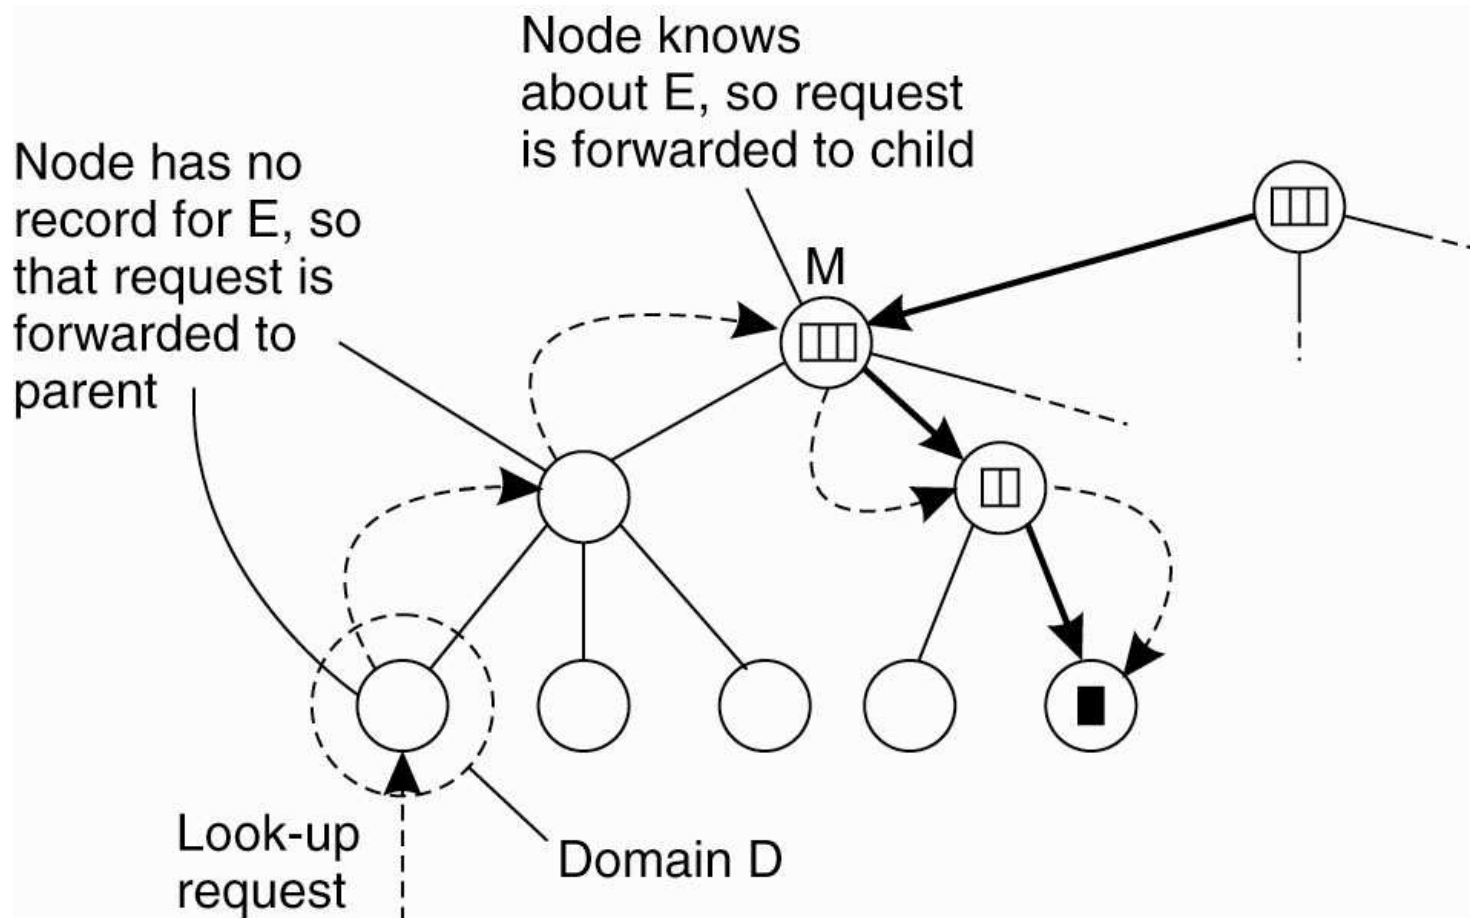 Node knows
about E, so request
is forwarded to child
Node has no
record for E, so
that request is
forwarded to
parent
M
Look-up
request
Domain D